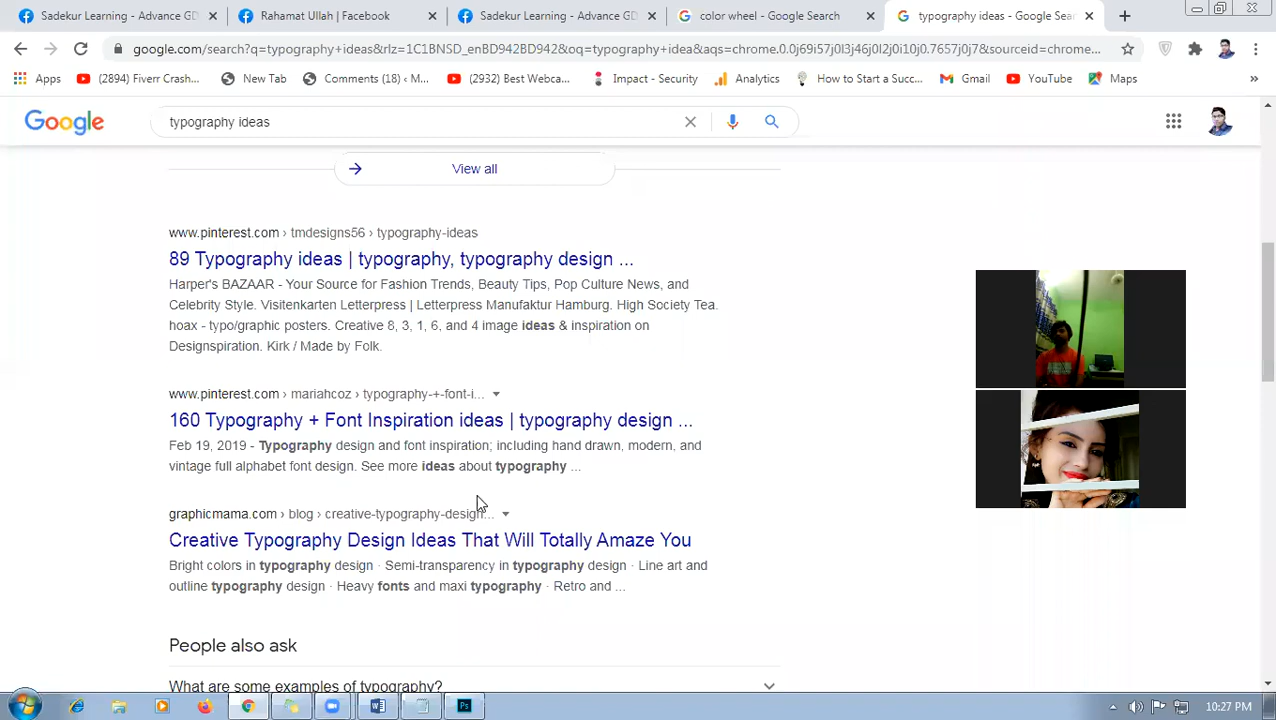 Sadekur Learning - Advance GD
Rahamat Ullah | Facebook
Sadekur Learning - Advance GD
color wheel - Google Search
typography ideas - Google Sear
google.com/search?q=typography+ideas&rlz=1C1BNSD_enBD942BD942&oq=typography+idea&aqs=chrome.0.0j69i57j0l3j46j0l2j0i10j0.7657j0j7&sourceid=chrome...
Apps
(2894) Fiverr Crash...
New Tab
Comments (18) ‹ M...
(2932) Best Webca...
Impact - Security
Analytics
How to Start a Succ...
Gmail
YouTube
Maps
»
Google
typography ideas
View all
www.pinterest.com › tmdesigns56 › typography-ideas
89 Typography ideas | typography, typography design ...
Harper's BAZAAR - Your Source for Fashion Trends, Beauty Tips, Pop Culture News, and
Celebrity Style. Visitenkarten Letterpress | Letterpress Manufaktur Hamburg. High Society Tea.
hoax - typo/graphic posters. Creative 8, 3, 1, 6, and 4 image ideas & inspiration on
Designspiration. Kirk / Made by Folk.
www.pinterest.com › mariahcoz › typography-+-font-i...
160 Typography + Font Inspiration ideas | typography design ...
Feb 19, 2019 - Typography design and font inspiration; including hand drawn, modern, and
vintage full alphabet font design. See more ideas about typography ...
graphicmama.com › blog › creative-typography-design...
Creative Typography Design Ideas That Will Totally Amaze You
Bright colors in typography design · Semi-transparency in typography design · Line art and
outline typography design · Heavy fonts and maxi typography · Retro and ...
People also ask
What are some examples of typography?
Ps
10:27 PM